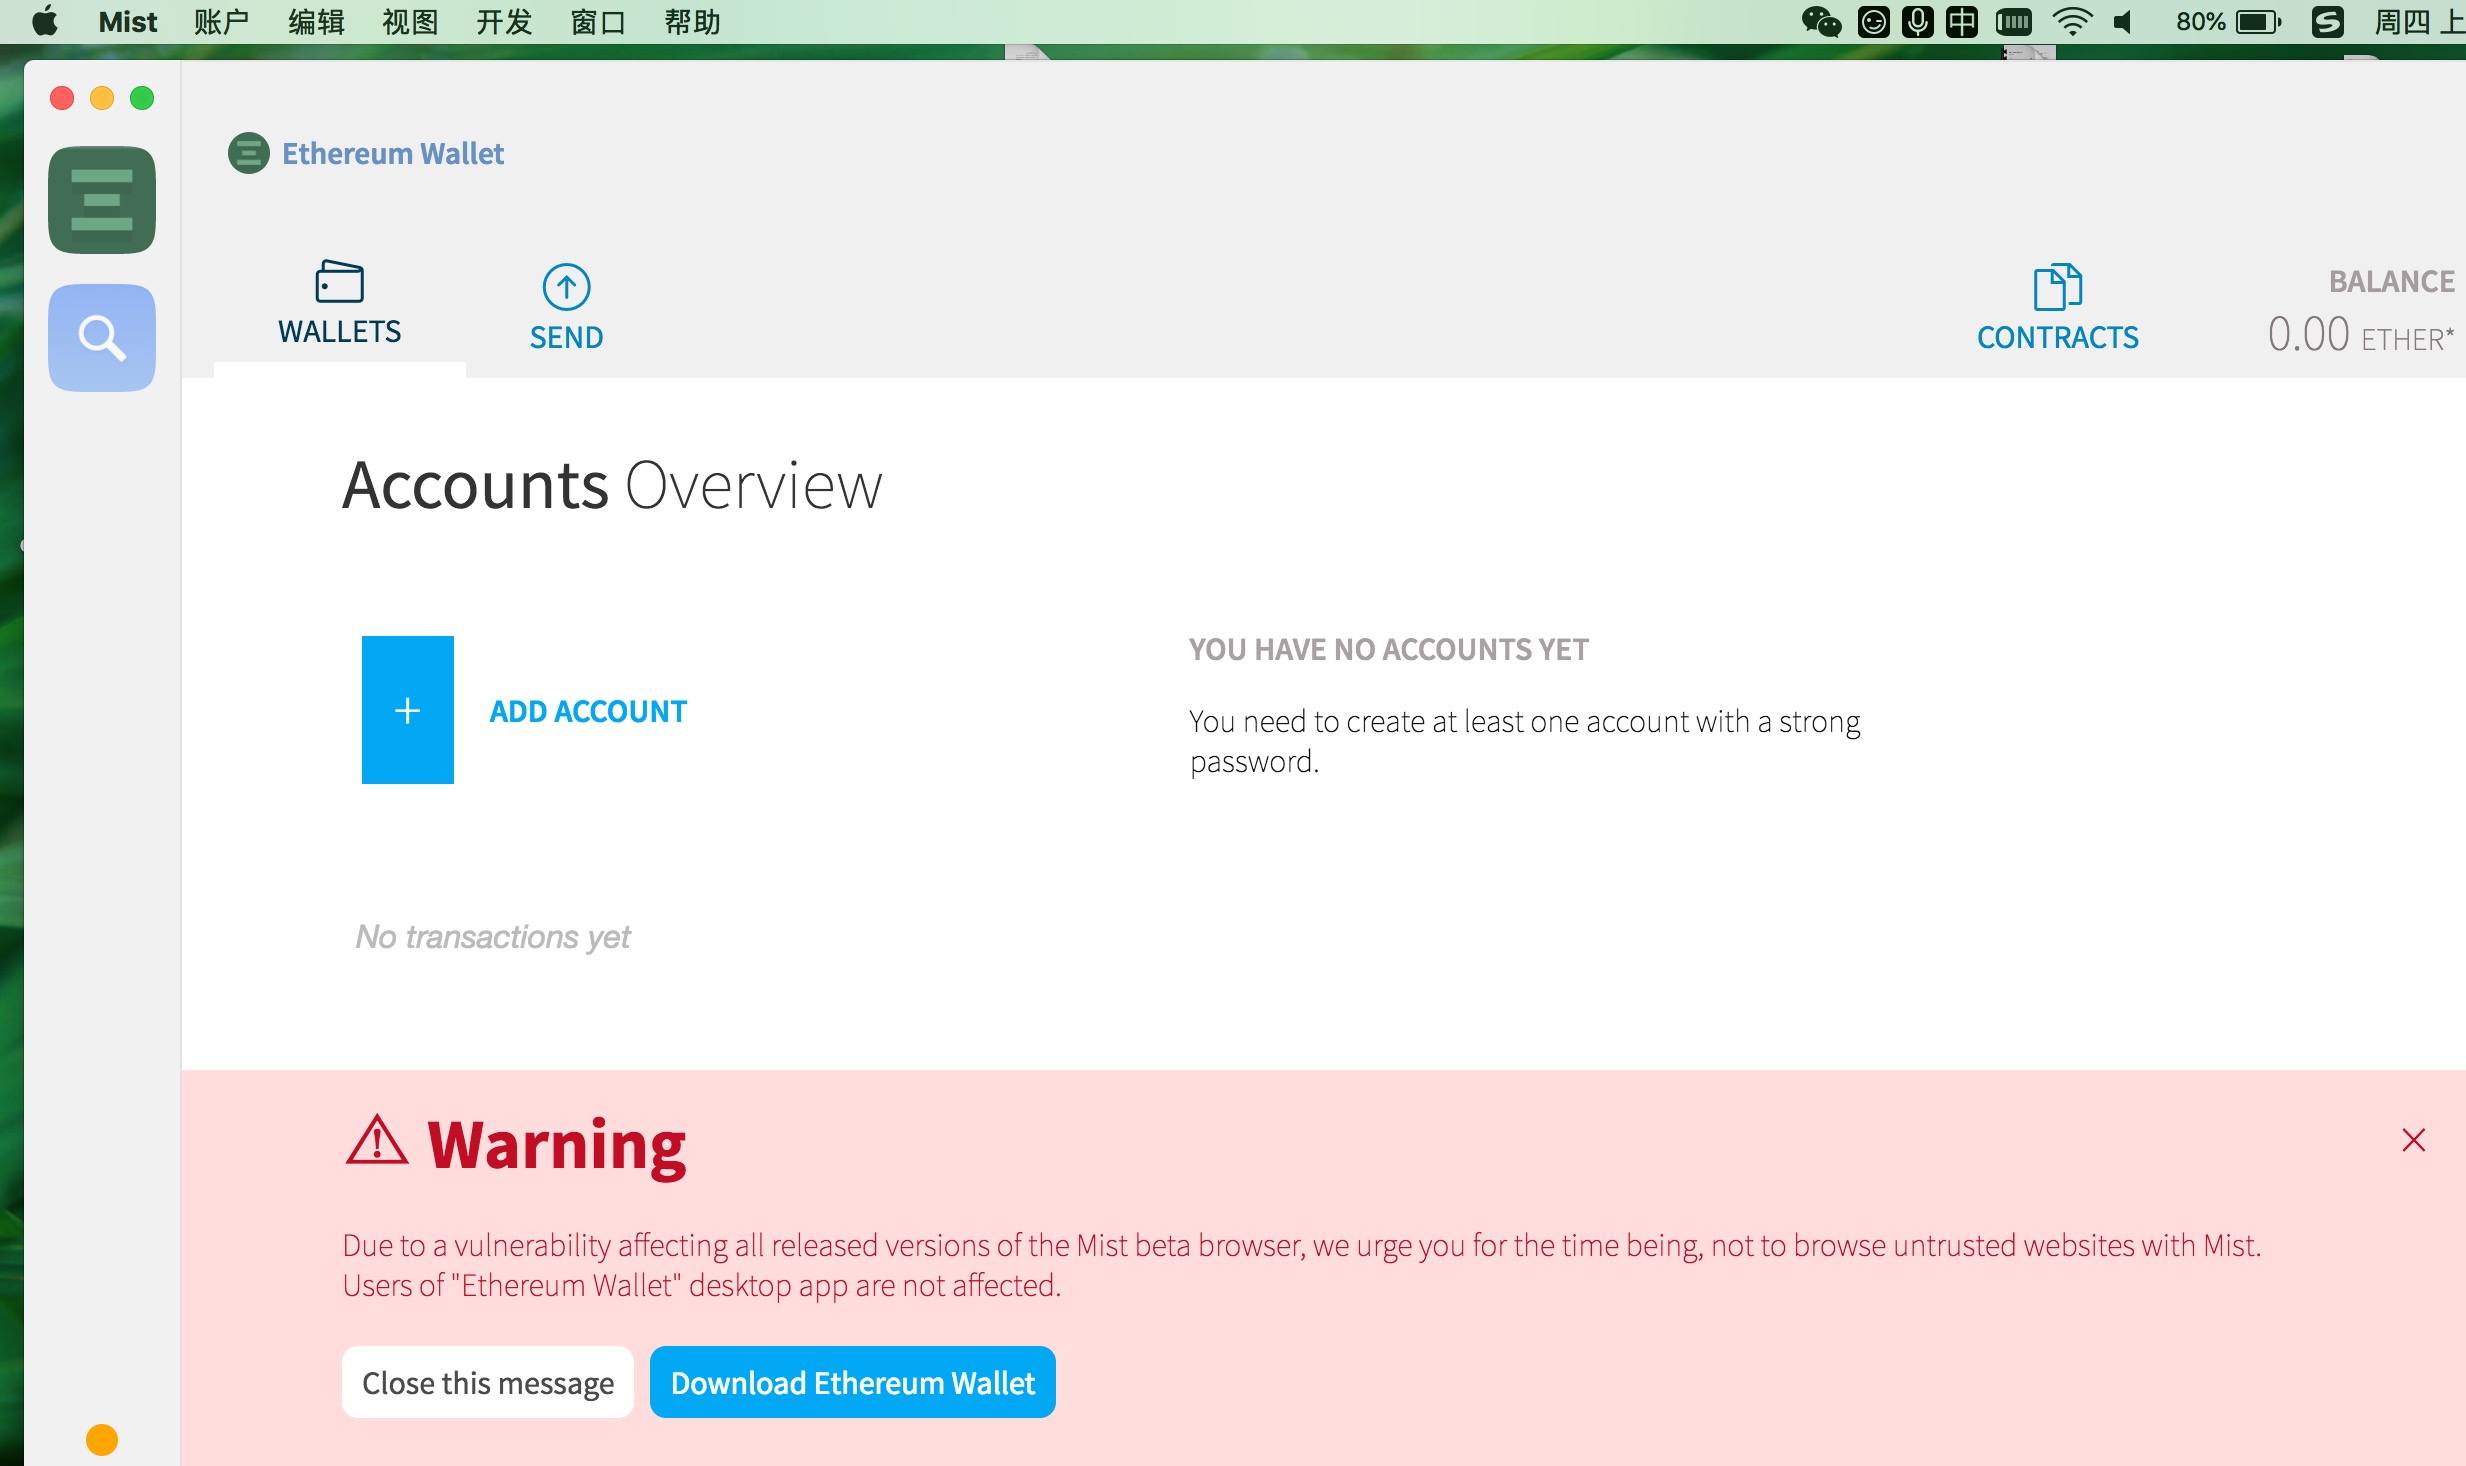 Mist 账户 编辑 视图 开发 窗口 帮助 中 80% 周四 上
Ethereum Wallet
WALLETS
SEND
CONTRACTS
BALANCE
0.00 ETHER*
Accounts Overview
+ ADD ACCOUNT
YOU HAVE NO ACCOUNTS YET
You need to create at least one account with a strong
password.
No transactions yet
Warning
Due to a vulnerability affecting all released versions of the Mist beta browser, we urge you for the time being, not to browse untrusted websites with Mist.
Users of "Ethereum Wallet" desktop app are not affected.
Close this message
Download Ethereum Wallet